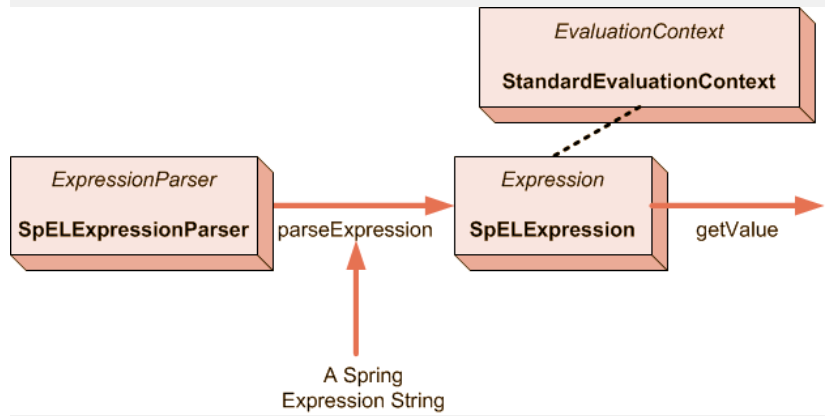 EvaluationContext
StandardEvaluationContext
ExpressionParser
SpELExpressionParser
parseExpression
Expression
SpELExpression
getValue
A Spring
Expression String